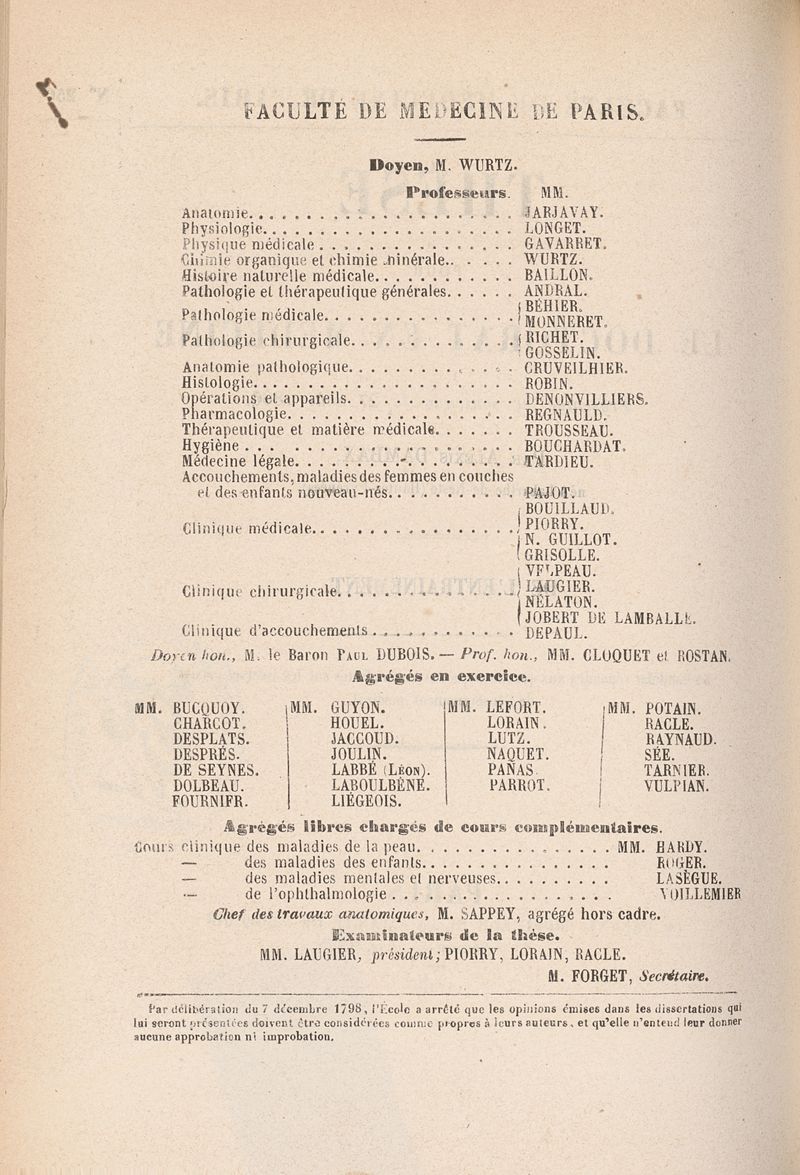 FACULTÉ DE MÉDECINE DE PARIS.
Doyen, M. WURTZ.
Professeurs. MM.
Anatomie. . . . . . . . . . . . . . . . . . . . . JARJAVAY.
Physiologie. . . . . . . . . . . . . . . . . . . . LONGET.
Physique médicale . . . . . . . . . . . . . . . GAVARRET.
Chimie organique et chimie minérale. . . . . . WURTZ.
Histoire naturelle médicale. . . . . . . . . . . BAILLON.
Pathologie et thérapeutique générales. . . . . . ANDRAL.
Pathologie médicale. . . . . . . . . . . . . . . BÉHIER.
MONNERET.
Pathologie chirurgicale. . . . . . . . . . . . . RICHET.
GOSSELIN.
Anatomie pathologique. . . . . . . . . . . . . CRUVEILHIER.
Histologie. . . . . . . . . . . . . . . . . . . . ROBIN.
Opérations et appareils. . . . . . . . . . . . . DENONVILLIERS.
Pharmacologie. . . . . . . . . . . . . . . . . . REGNAULD.
Thérapeutique et matière médicale. . . . . . . TROUSSEAU.
Hygiène . . . . . . . . . . . . . . . . . . . . BOUCHARDAT.
Médecine légale. . . . . . . . . . . . . . . . . TARDIEU.
Accouchements, maladies des femmes en couches
et des enfants nouveau-nés. . . . . . . . . . . PAJOT.
BOUILLAUD.
Clinique médicale. . . . . . . . . . . . . . . . PIORRY.
N. GUILLOT.
GRISOLLE.
VELPEAU.
Clinique chirurgicale. . . . . . . . . . . . . . LAUGIER.
NÉLATON.
JOBERT DE LAMBALLE.
Clinique d'accouchements . . . . . . . . . . . DEPAUL.
Doyen hon., M. le Baron PAUL DUBOIS. — Prof. hon., MM. CLOQUET et ROSTAN.
Agrégés en exercice.
MM. BUCQUOY. MM. GUYON. MM. LEFORT. MM. POTAIN.
CHARCOT. HOUEL. LORAIN. RACLE.
DESPLATS. JACCOUD. LUTZ. RAYNAUD.
DESPRÉS. JOULIN. NAQUET. SÉE.
DE SEYNES. LABBÉ (LÉON). PANAS TARNIER.
DOLBEAU. LABOULBÈNE. PARROT. VULPIAN.
FOURNIER. LIÉGEOIS.
Agrégés libres chargés de cours complémentaires.
Cours clinique des maladies de la peau. . . . . . . . . . . . . . . . MM. HARDY.
— des maladies des enfants. . . . . . . . . . . . . . . . ROGER.
— des maladies mentales et nerveuses. . . . . . . . . . LASÈGUE.
— de l'ophthalmologie . . . . . . . . . . . . . . . . . . VOILLEMIER
Chef des travaux anatomiques, M. SAPPEY, agrégé hors cadre.
Examinateurs de la thèse.
MM. LAUGIER, président; PIORRY, LORAIN, RACLE.
M. FORGET, Secrétaire.
Par délibération du 7 décembre 1798, l'École a arrêté que les opinions émises dans les dissertations qui
lui seront présentées doivent être considérées comme propres à leurs auteurs, et qu'elle n'entend leur donner
aucune approbation ni improbation.